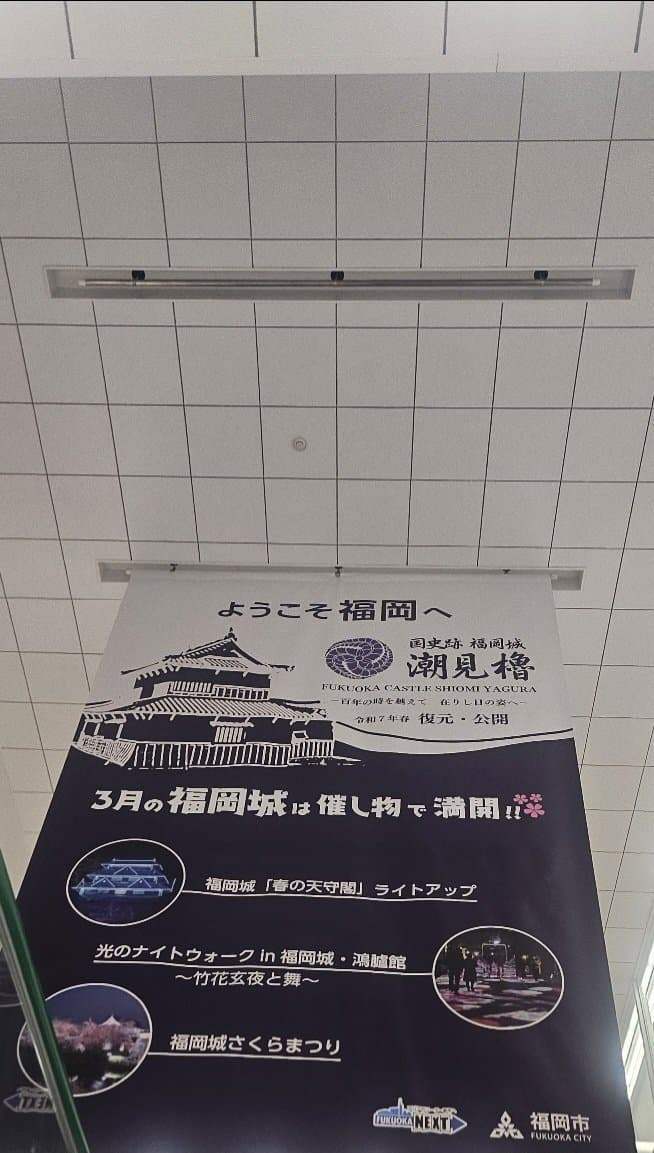 ようこそ福岡へ
国史跡 福岡城
潮見櫓
FUKUOKA CASTLE SHIOMI YAGURA
－百年の時を越えて 在りし日の姿へ－
令和7年春 復元・公開
3月の福岡城は催し物で満開!!
福岡城「春の天守閣」ライトアップ
光のナイトウォーク in 福岡城・鴻臚館
～竹花玄夜と舞～
福岡城さくらまつり
FUKUOKA NEXT
福岡市
FUKUOKA CITY